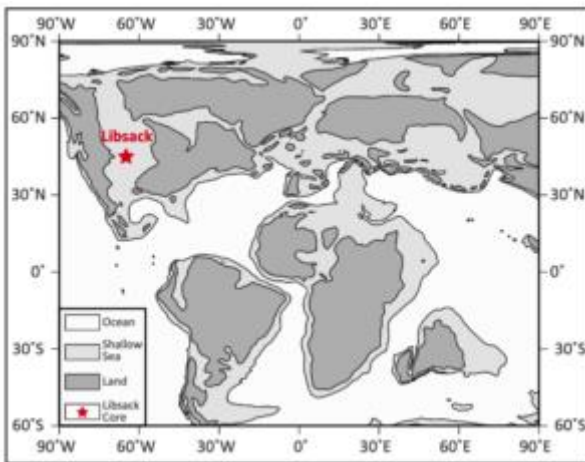 90°W 60°W 30°W 0° 30°E 60°E 90°E
90°N 90°N
Libsack
60°N 60°N
30°N 30°N
0° 0°
Ocean
Shallow
Sea
30°S 30°S
Land
Libsack
Core
60°S 60°S
90°W 60°W 30°W 0° 30°E 60°E 90°E